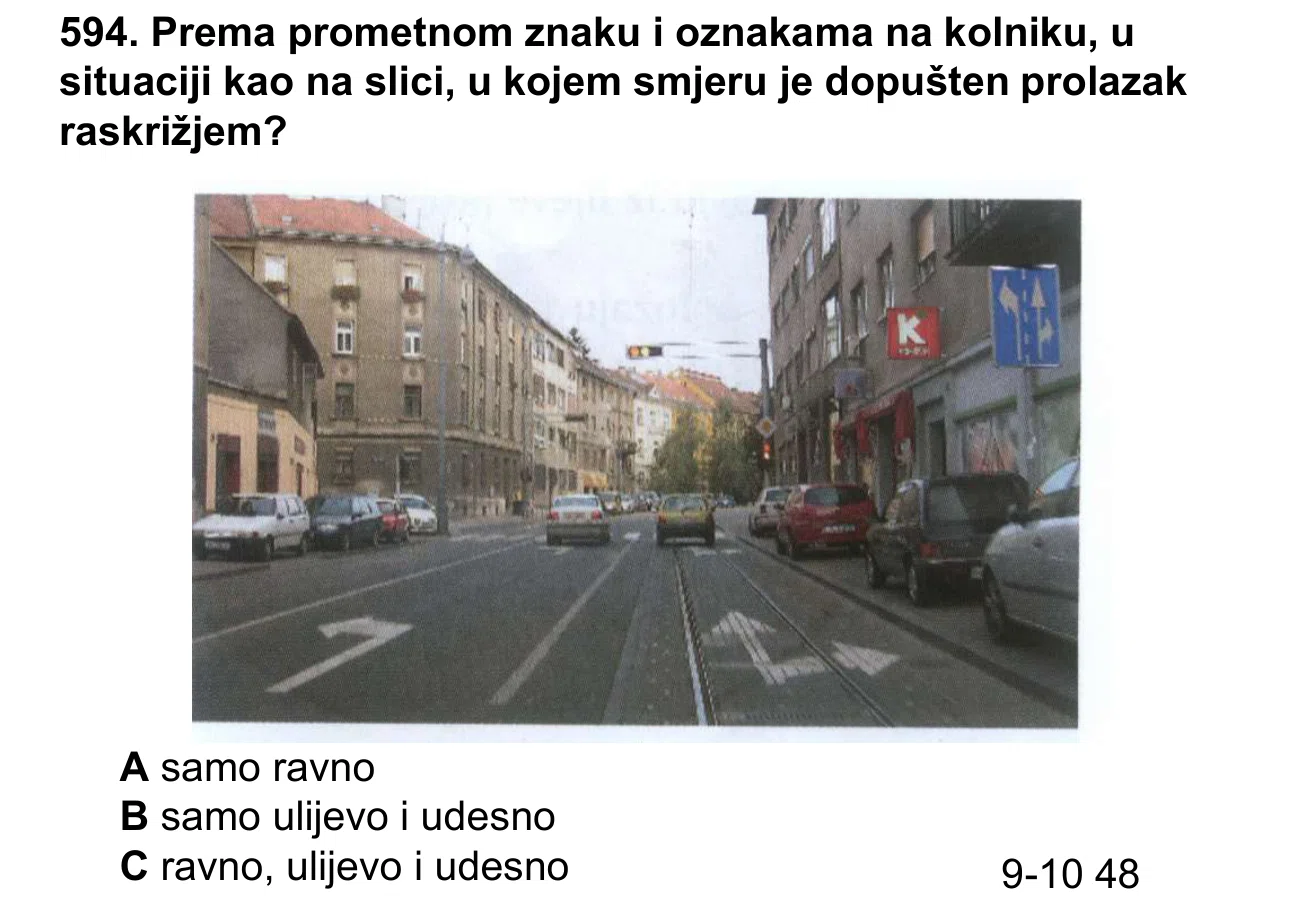 594. Prema prometnom znaku i oznakama na kolniku, u
situaciji kao na slici, u kojem smjeru je dopušten prolazak
raskrižjem?
K
A samo ravno
B samo ulijevo i udesno
C ravno, ulijevo i udesno
9-10 48